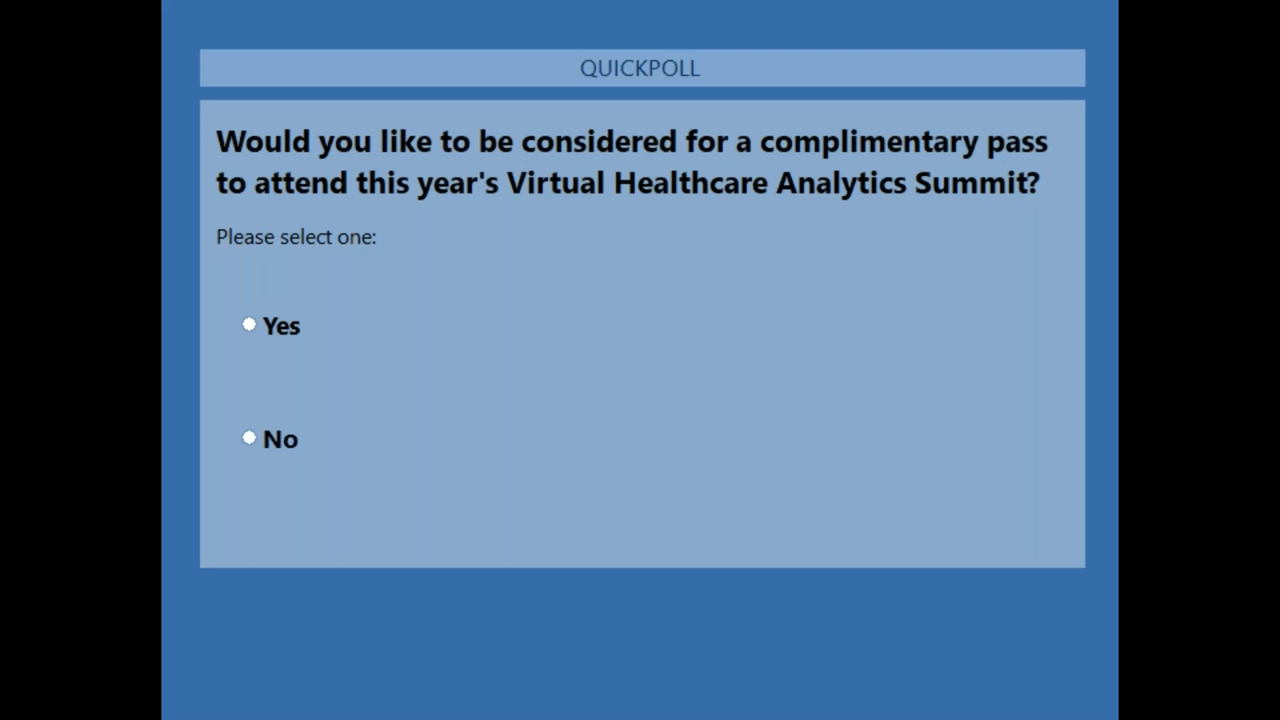 QUICKPOLL
Would you like to be considered for a complimentary pass
to attend this year's Virtual Healthcare Analytics Summit?
Please select one:
Yes
No